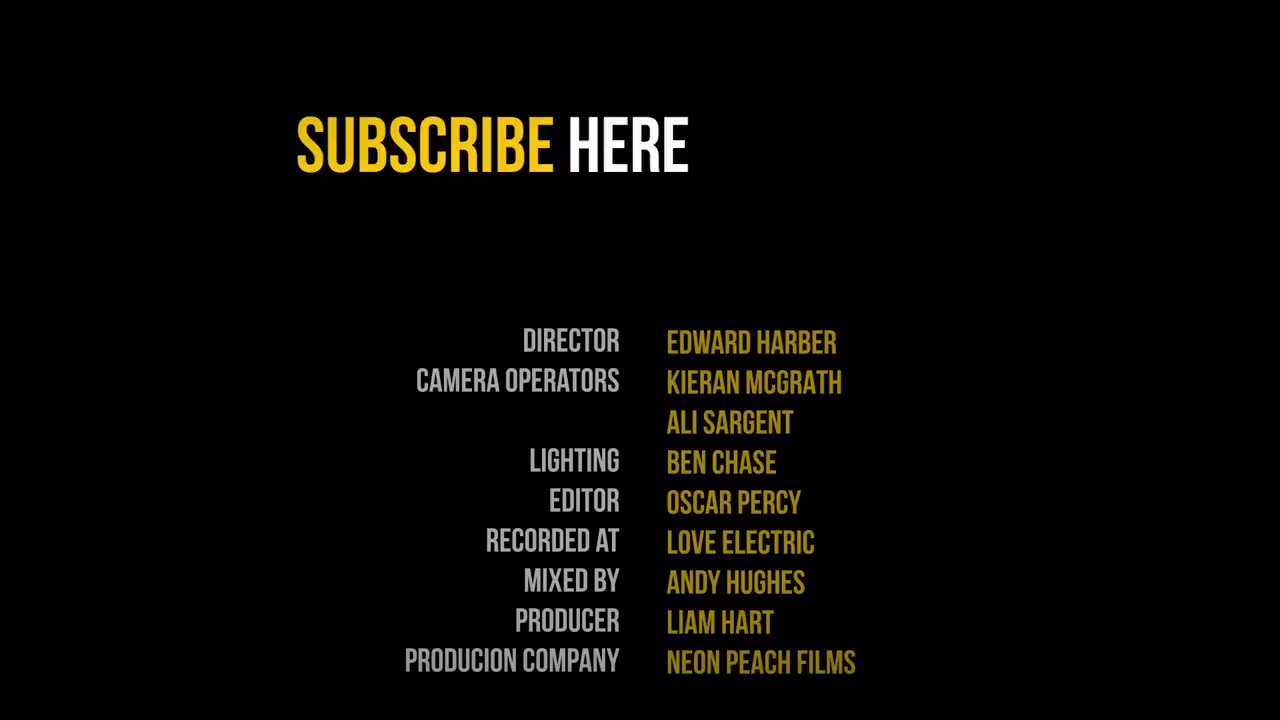 SUBSCRIBE HERE
DIRECTOR EDWARD HARBER
CAMERA OPERATORS KIERAN MCGRATH
ALI SARGENT
LIGHTING BEN CHASE
EDITOR OSCAR PERCY
RECORDED AT LOVE ELECTRIC
MIXED BY ANDY HUGHES
PRODUCER LIAM HART
PRODUCION COMPANY NEON PEACH FILMS